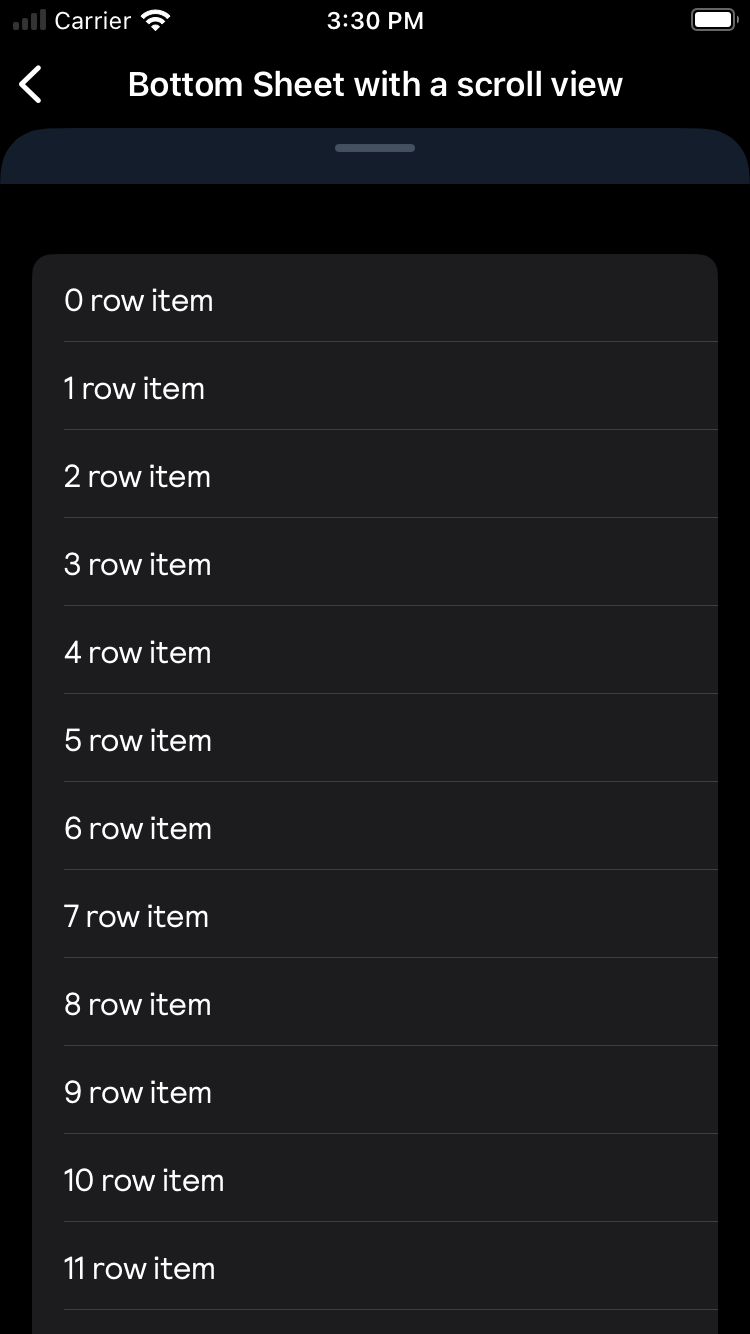 Carrier 3:30 PM
Bottom Sheet with a scroll view
0 row item
1 row item
2 row item
3 row item
4 row item
5 row item
6 row item
7 row item
8 row item
9 row item
10 row item
11 row item